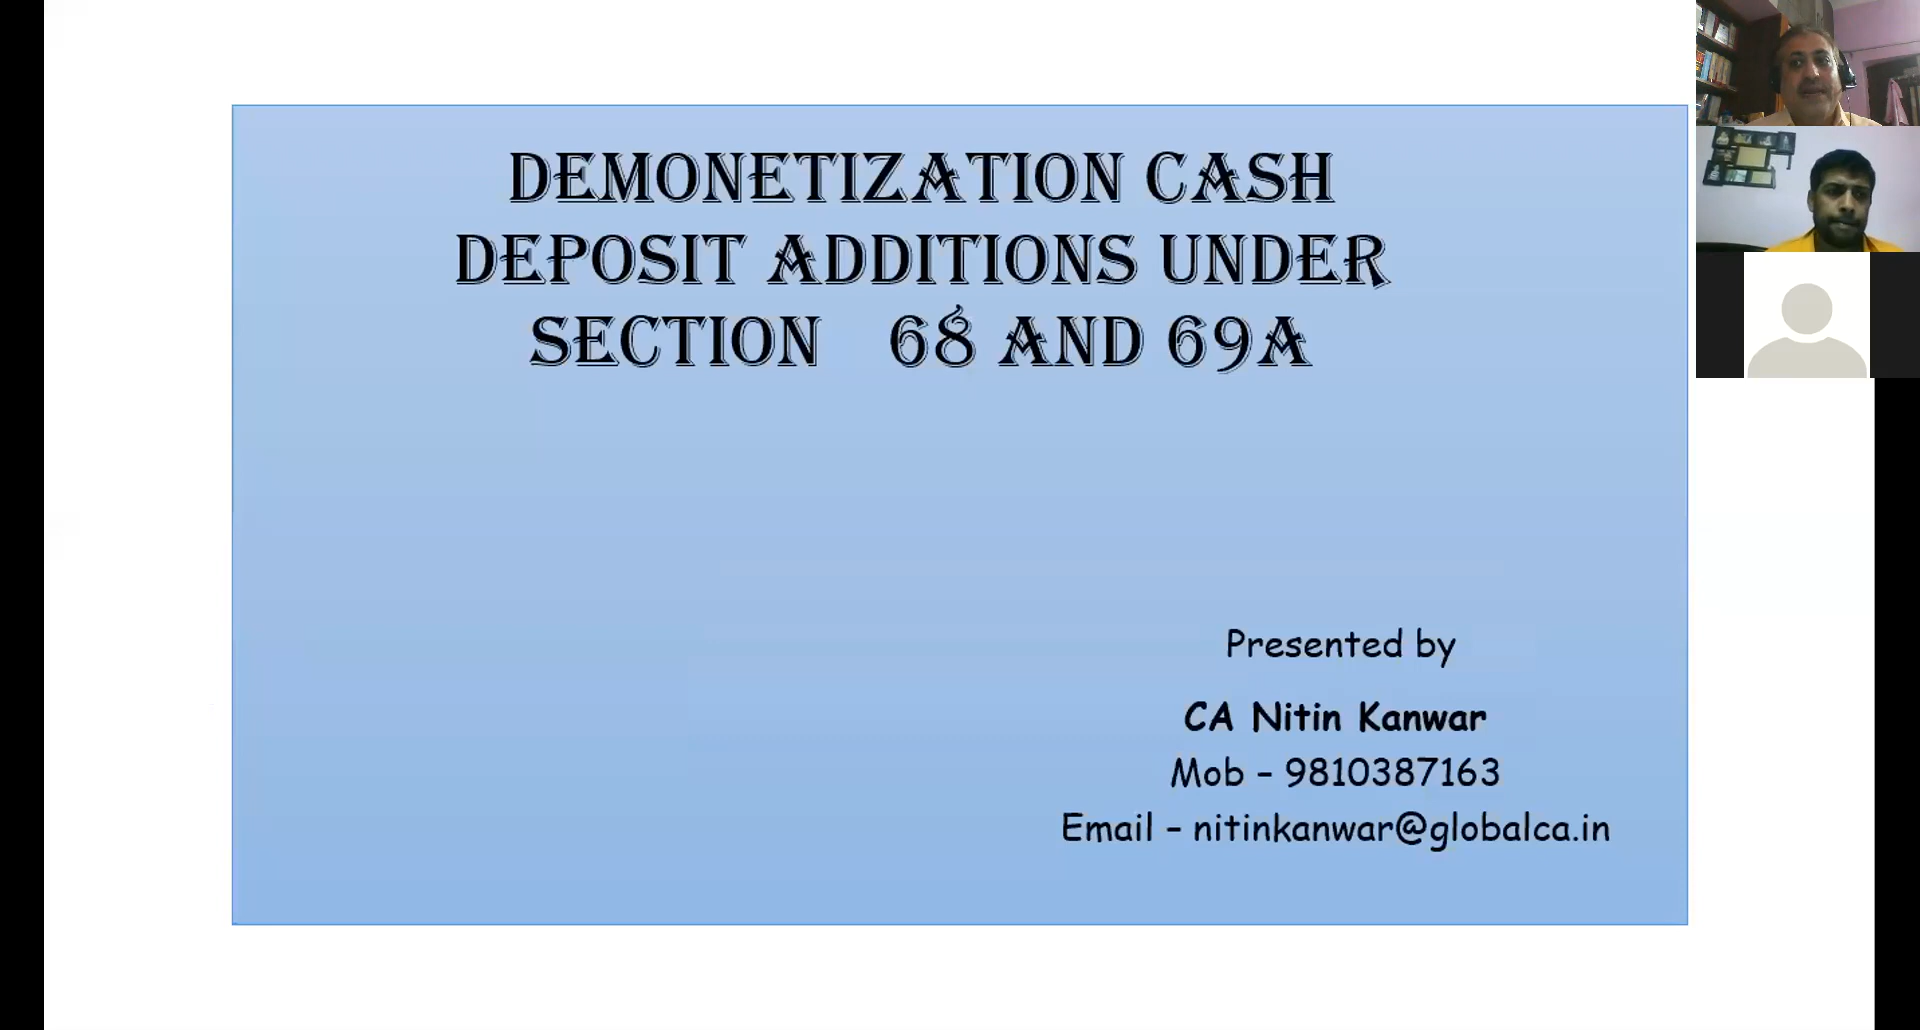 DEMONETIZATION CASH
DEPOSIT ADDITIONS UNDER
SECTION 68 AND 69A
Presented by
CA Nitin Kanwar
Mob – 9810387163
Email – nitinkanwar@globalca.in